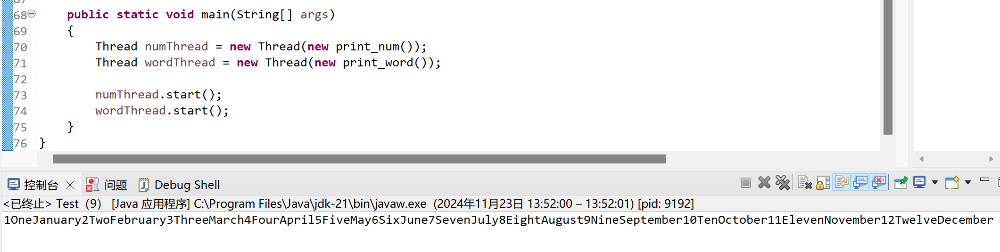 67
68 public static void main(String[] args)
69 {
70 Thread numThread = new Thread(new print_num());
71 Thread wordThread = new Thread(new print_word());
72
73 numThread.start();
74 wordThread.start();
75 }
76 }
控制台 问题 Debug Shell
<已终止> Test（9） [Java 应用程序] C:\Program Files\Java\jdk-21\bin\javaw.exe (2024年11月23日 13:52:00 – 13:52:01) [pid: 9192]
1OneJanuary2TwoFebruary3ThreeMarch4FourApril5FiveMay6SixJune7SevenJuly8EightAugust9NineSeptember10TenOctober11ElevenNovember12TwelveDecember